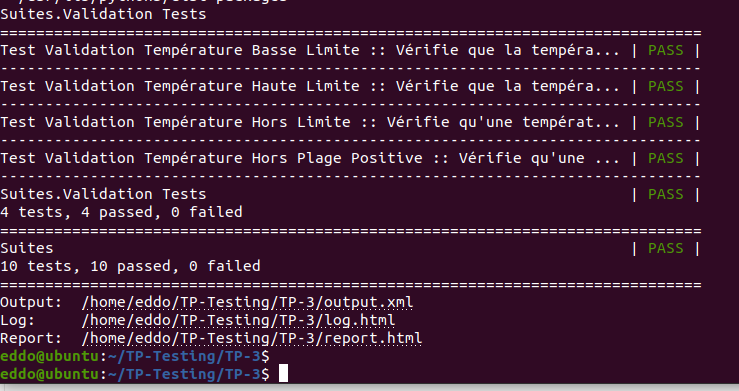 Suites.Validation Tests
==============================================================================
Test Validation Température Basse Limite :: Vérifie que la tempéra... | PASS |
------------------------------------------------------------------------------
Test Validation Température Haute Limite :: Vérifie que la tempéra... | PASS |
------------------------------------------------------------------------------
Test Validation Température Hors Limite :: Vérifie qu'une températ... | PASS |
------------------------------------------------------------------------------
Test Validation Température Hors Plage Positive :: Vérifie qu'une ... | PASS |
------------------------------------------------------------------------------
Suites.Validation Tests | PASS |
4 tests, 4 passed, 0 failed
==============================================================================
Suites | PASS |
10 tests, 10 passed, 0 failed
==============================================================================
Output: /home/eddo/TP-Testing/TP-3/output.xml
Log: /home/eddo/TP-Testing/TP-3/log.html
Report: /home/eddo/TP-Testing/TP-3/report.html
eddo@ubuntu:~/TP-Testing/TP-3$
eddo@ubuntu:~/TP-Testing/TP-3$